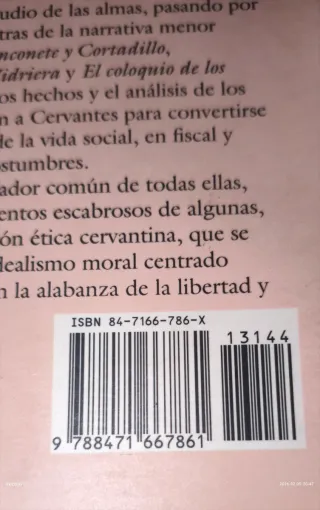 udio de las almas, pasando por
tras de la narrativa menor
nconete y Cortadillo,
idriera y El coloquio de los
os hechos y el análisis de los
n a Cervantes para convertirse
de la vida social, en fiscal y
ostumbres.
ador común de todas ellas,
entos escabrosos de algunas,
ón ética cervantina, que se
dealismo moral centrado
n la alabanza de la libertad y
ISBN 84-7166-786-X
13144
9 788471 667861